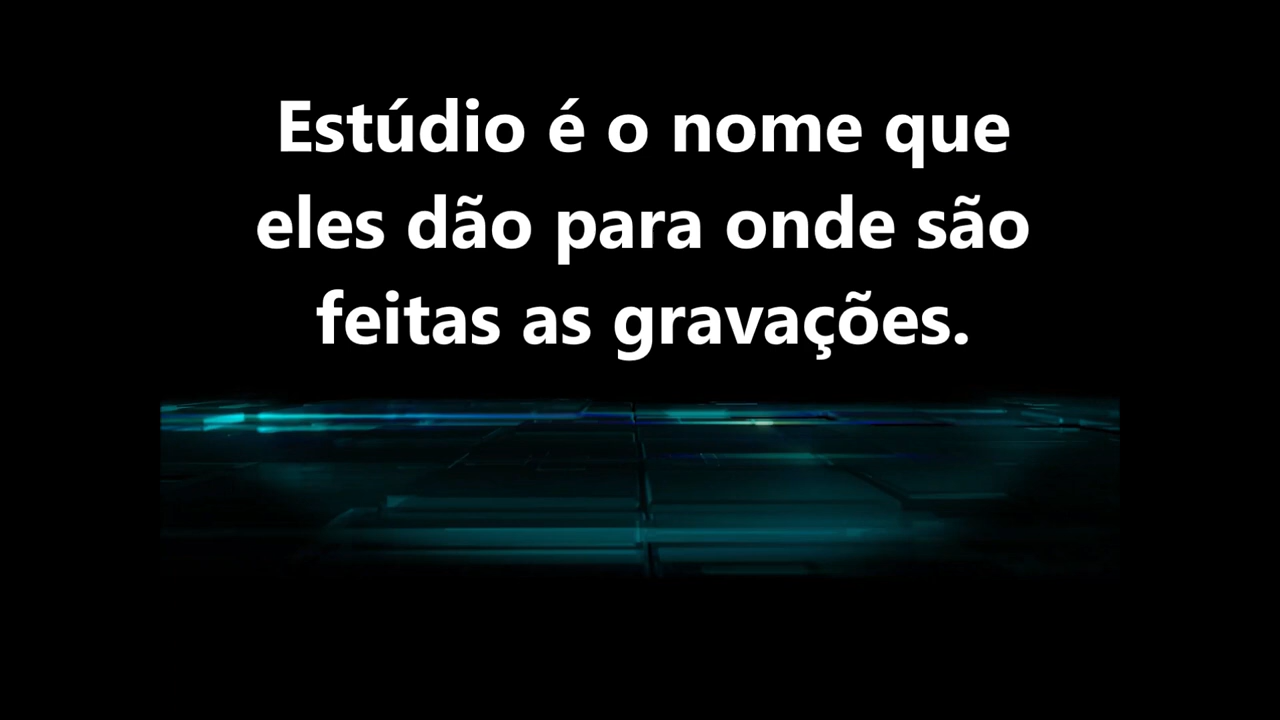 Estúdio é o nome que
eles dão para onde são
feitas as gravações.